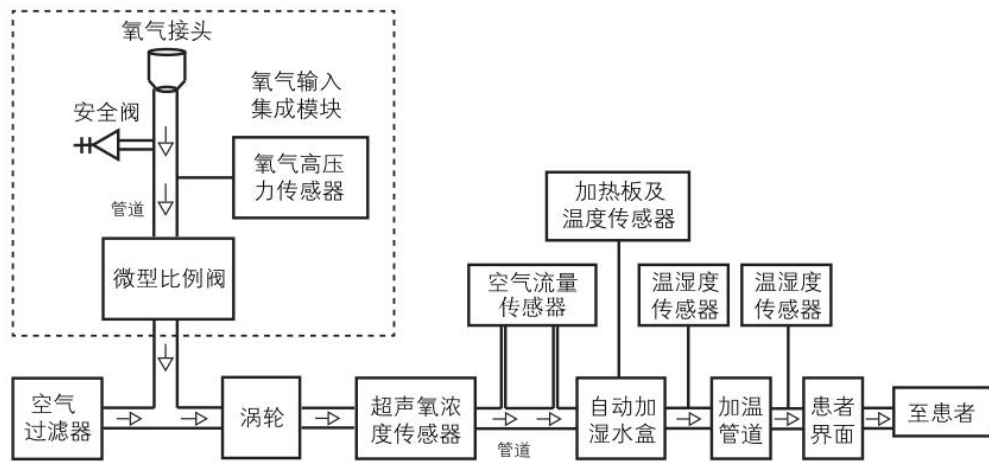 氧气接头
氧气输入
集成模块
安全阀
氧气高压
力传感器
管道
微型比例阀
加热板及
温度传感器
空气流量
传感器
温湿度
传感器
温湿度
传感器
空气
过滤器
涡轮
超声氧浓
度传感器
管道
自动加
湿水盒
加温
管道
患者
界面
至患者